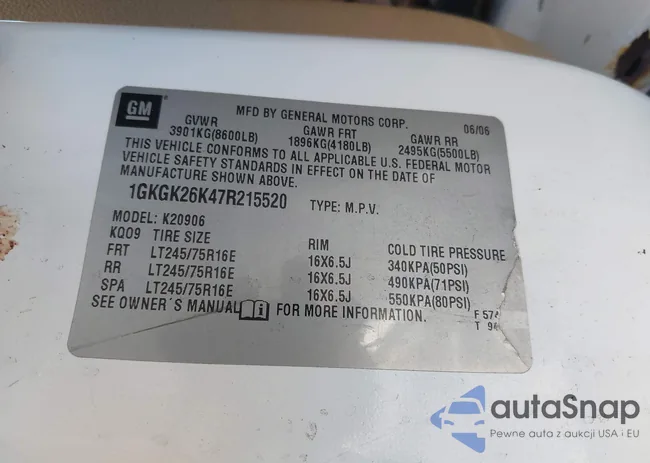 GM
MFD BY GENERAL MOTORS CORP. 06/06
GVWR GAWR FRT GAWR RR
3901KG(8600LB) 1896KG(4180LB) 2495KG(5500LB)
THIS VEHICLE CONFORMS TO ALL APPLICABLE U.S. FEDERAL MOTOR
VEHICLE SAFETY STANDARDS IN EFFECT ON THE DATE OF
MANUFACTURE SHOWN ABOVE.
1GKGK26K47R215520 TYPE: M.P.V.
MODEL: K20906
KQ09 TIRE SIZE RIM COLD TIRE PRESSURE
FRT LT245/75R16E 16X6.5J 340KPA(50PSI)
RR LT245/75R16E 16X6.5J 490KPA(71PSI)
SPA LT245/75R16E 16X6.5J 550KPA(80PSI)
SEE OWNER´S MANUAL FOR MORE INFORMATION.
F 574
T 94
autaSnap
Pewne auta z aukcji USA i EU